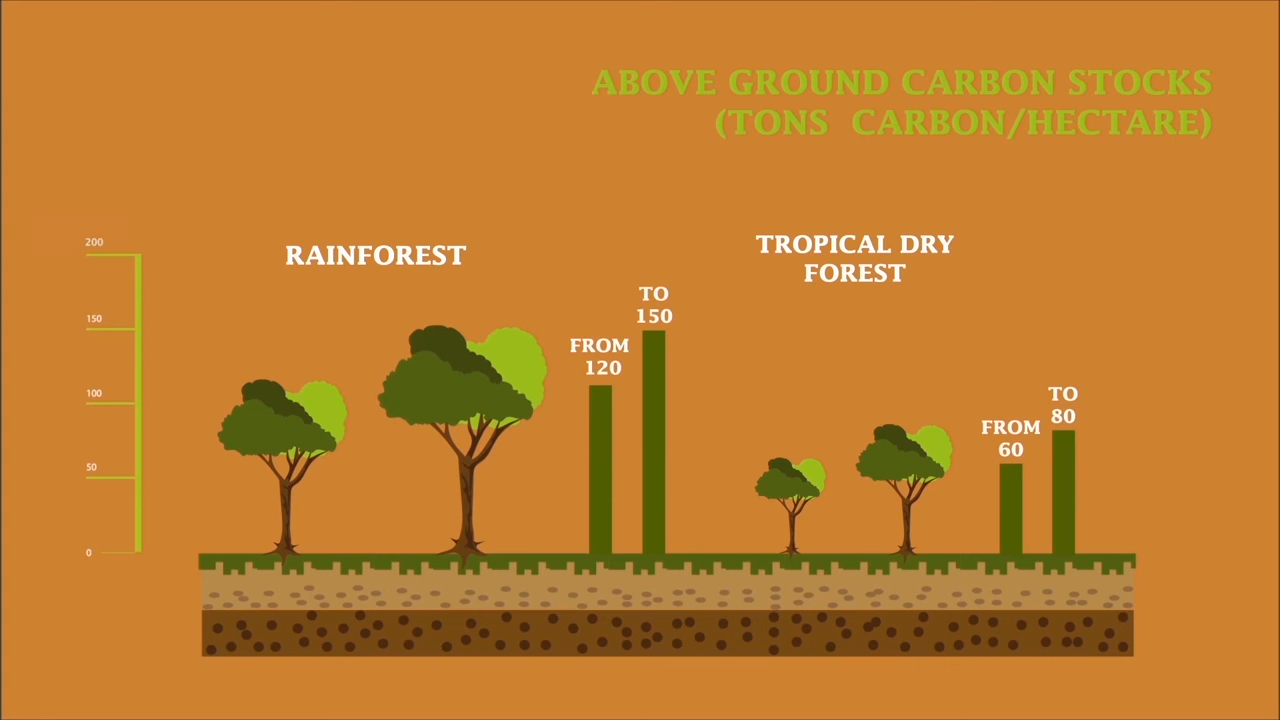 ABOVE GROUND CARBON STOCKS
(TONS CARBON/HECTARE)
200
150
100
50
0
RAINFOREST
FROM
120
TO
150
TROPICAL DRY
FOREST
FROM
60
TO
80